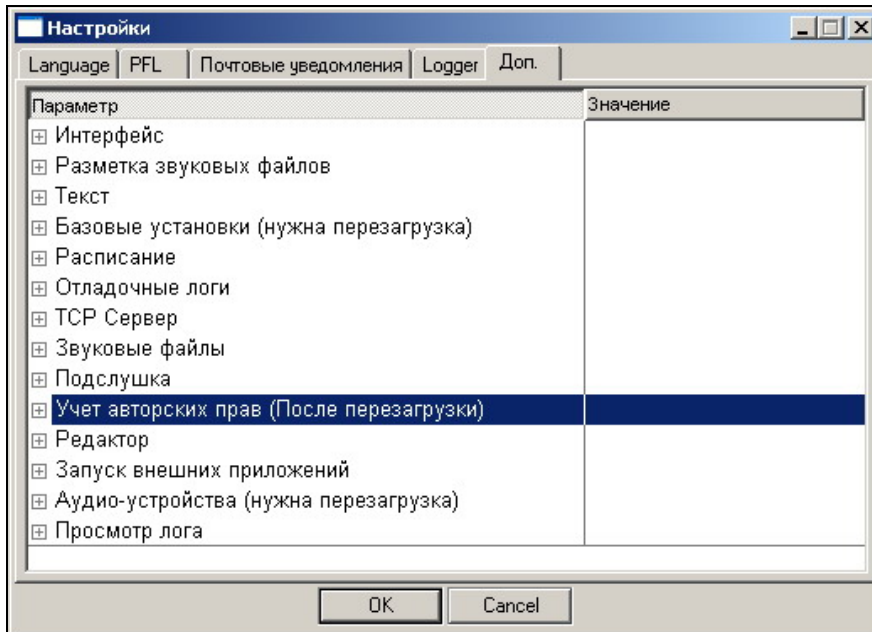 Настройки
Language PFL Почтовые уведомления Logger Доп.
Параметр Значение
Интерфейс
Разметка звуковых файлов
Текст
Базовые установки (нужна перезагрузка)
Расписание
Отладочные логи
TCP Сервер
Звуковые файлы
Подслушка
Учет авторских прав (После перезагрузки)
Редактор
Запуск внешних приложений
Аудио-устройства (нужна перезагрузка)
Просмотр лога
OK Cancel